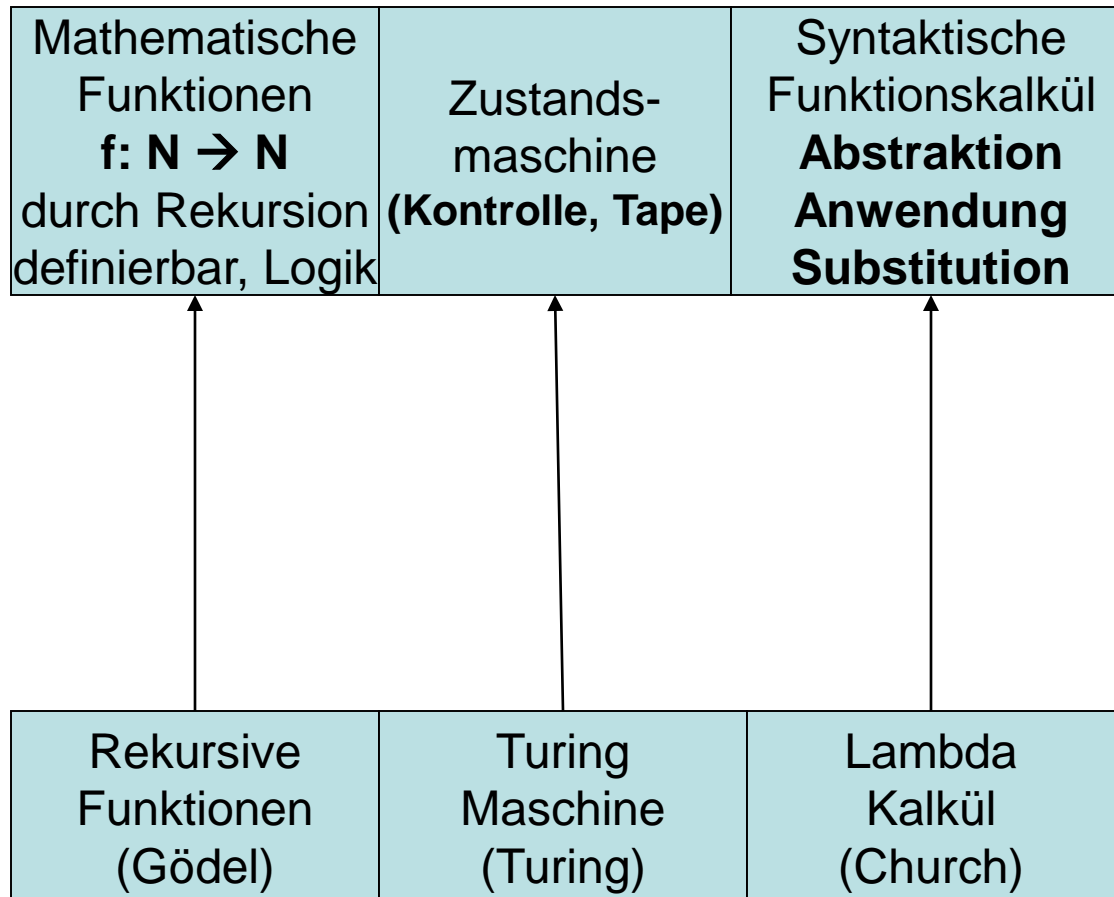 Mathematische
Funktionen
f: N → N
durch Rekursion
definierbar, Logik
Zustands-
maschine
(Kontrolle, Tape)
Syntaktische
Funktionskalkül
Abstraktion
Anwendung
Substitution
Rekursive
Funktionen
(Gödel)
Turing
Maschine
(Turing)
Lambda
Kalkül
(Church)